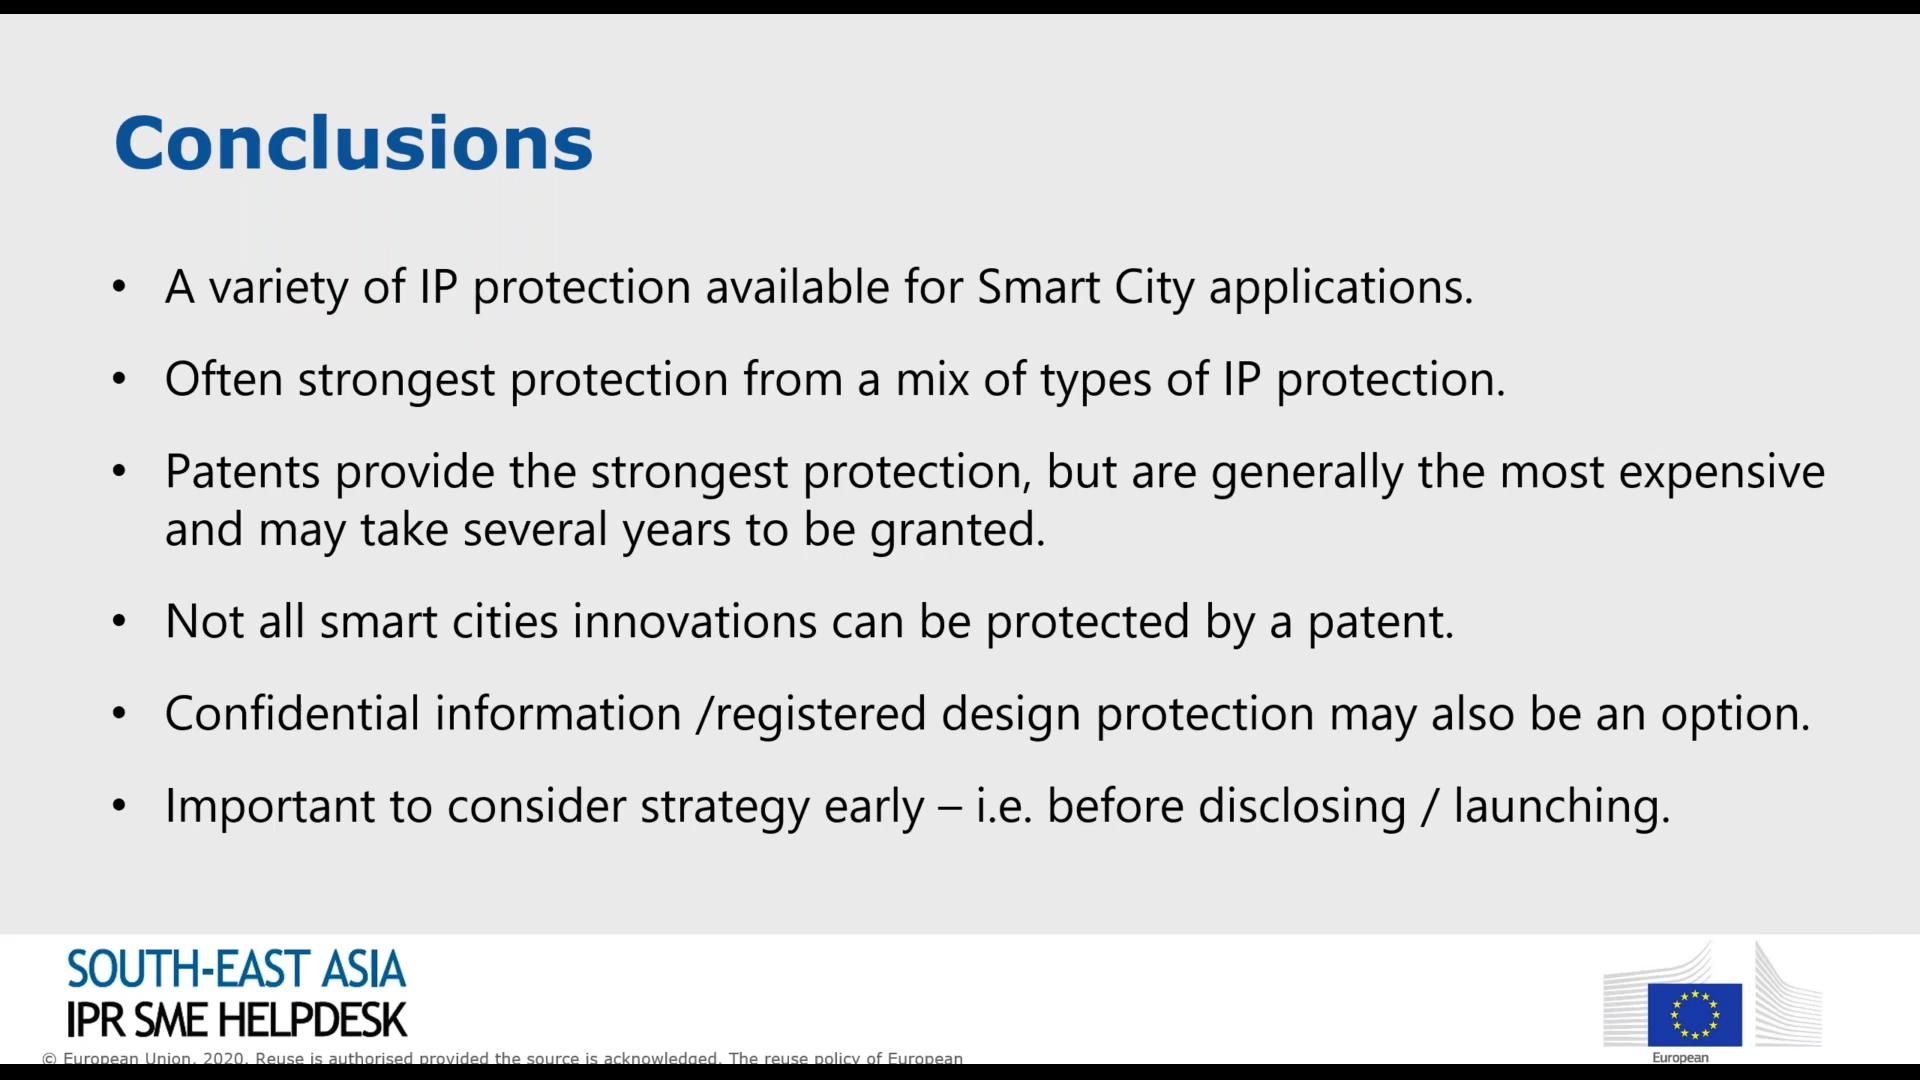 Conclusions
• A variety of IP protection available for Smart City applications.
• Often strongest protection from a mix of types of IP protection.
• Patents provide the strongest protection, but are generally the most expensive
and may take several years to be granted.
• Not all smart cities innovations can be protected by a patent.
• Confidential information /registered design protection may also be an option.
• Important to consider strategy early – i.e. before disclosing / launching.
SOUTH-EAST ASIA
IPR SME HELPDESK
© European Union, 2020. Reuse is authorised provided the source is acknowledged. The reuse policy of European
European